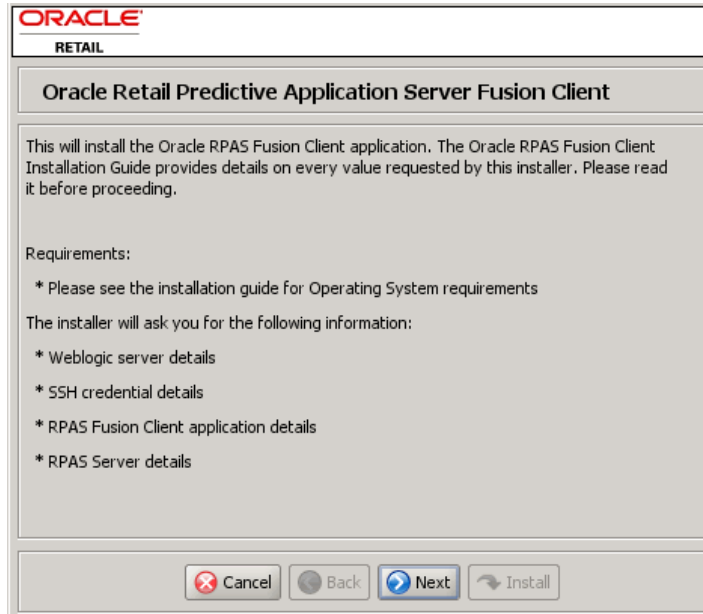 ORACLE
RETAIL
Oracle Retail Predictive Application Server Fusion Client
This will install the Oracle RPAS Fusion Client application. The Oracle RPAS Fusion Client
Installation Guide provides details on every value requested by this installer. Please read
it before proceeding.
Requirements:
* Please see the installation guide for Operating System requirements
The installer will ask you for the following information:
* Weblogic server details
* SSH credential details
* RPAS Fusion Client application details
* RPAS Server details
Cancel Back Next Install